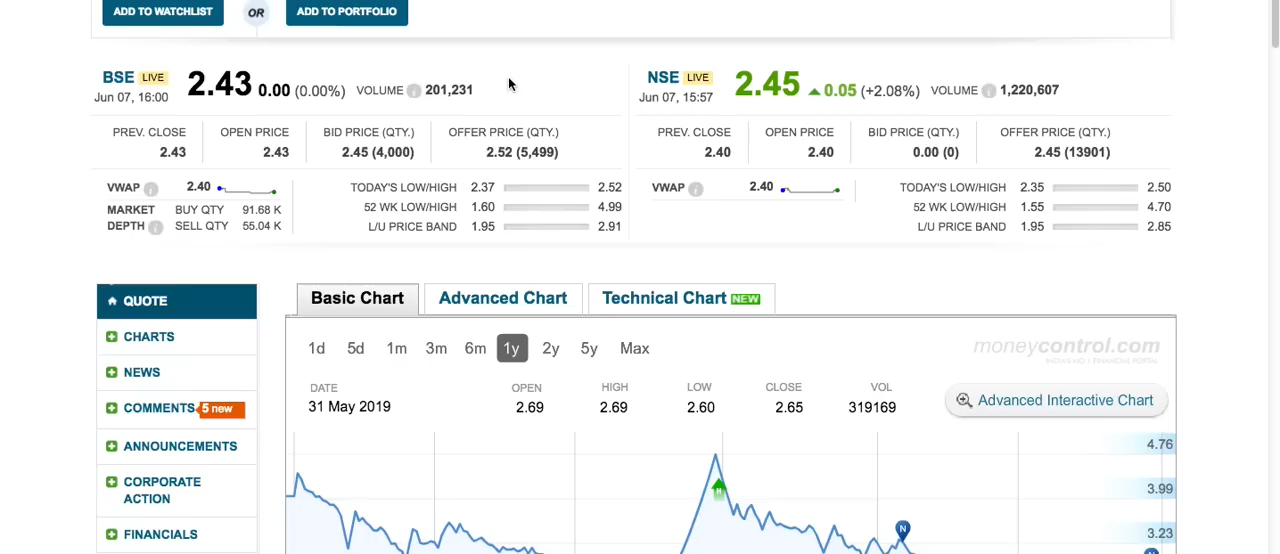 ADD TO WATCHLIST OR ADD TO PORTFOLIO
BSE LIVE 2.43 0.00 (0.00%) VOLUME i 201,231
Jun 07, 16:00
NSE LIVE 2.45 0.05 (+2.08%) VOLUME i 1,220,607
Jun 07, 15:57
PREV. CLOSE OPEN PRICE BID PRICE (QTY.) OFFER PRICE (QTY.)
2.43 2.43 2.45 (4,000) 2.52 (5,499)
PREV. CLOSE OPEN PRICE BID PRICE (QTY.) OFFER PRICE (QTY.)
2.40 2.40 0.00 (0) 2.45 (13901)
VWAP i 2.40
MARKET BUY QTY 91.68 K
DEPTH i SELL QTY 55.04 K
TODAY'S LOW/HIGH 2.37 2.52
52 WK LOW/HIGH 1.60 4.99
L/U PRICE BAND 1.95 2.91
VWAP i 2.40
TODAY'S LOW/HIGH 2.35 2.50
52 WK LOW/HIGH 1.55 4.70
L/U PRICE BAND 1.95 2.85
QUOTE
CHARTS
NEWS
COMMENTS 5 new
ANNOUNCEMENTS
CORPORATE
ACTION
FINANCIALS
Basic Chart Advanced Chart Technical Chart NEW
1d 5d 1m 3m 6m 1y 2y 5y Max
moneycontrol.com
INDIA'S NO.1 FINANCIAL PORTAL
DATE OPEN HIGH LOW CLOSE VOL
31 May 2019 2.69 2.69 2.60 2.65 319169
Advanced Interactive Chart
4.76
3.99
3.23
H
N
N